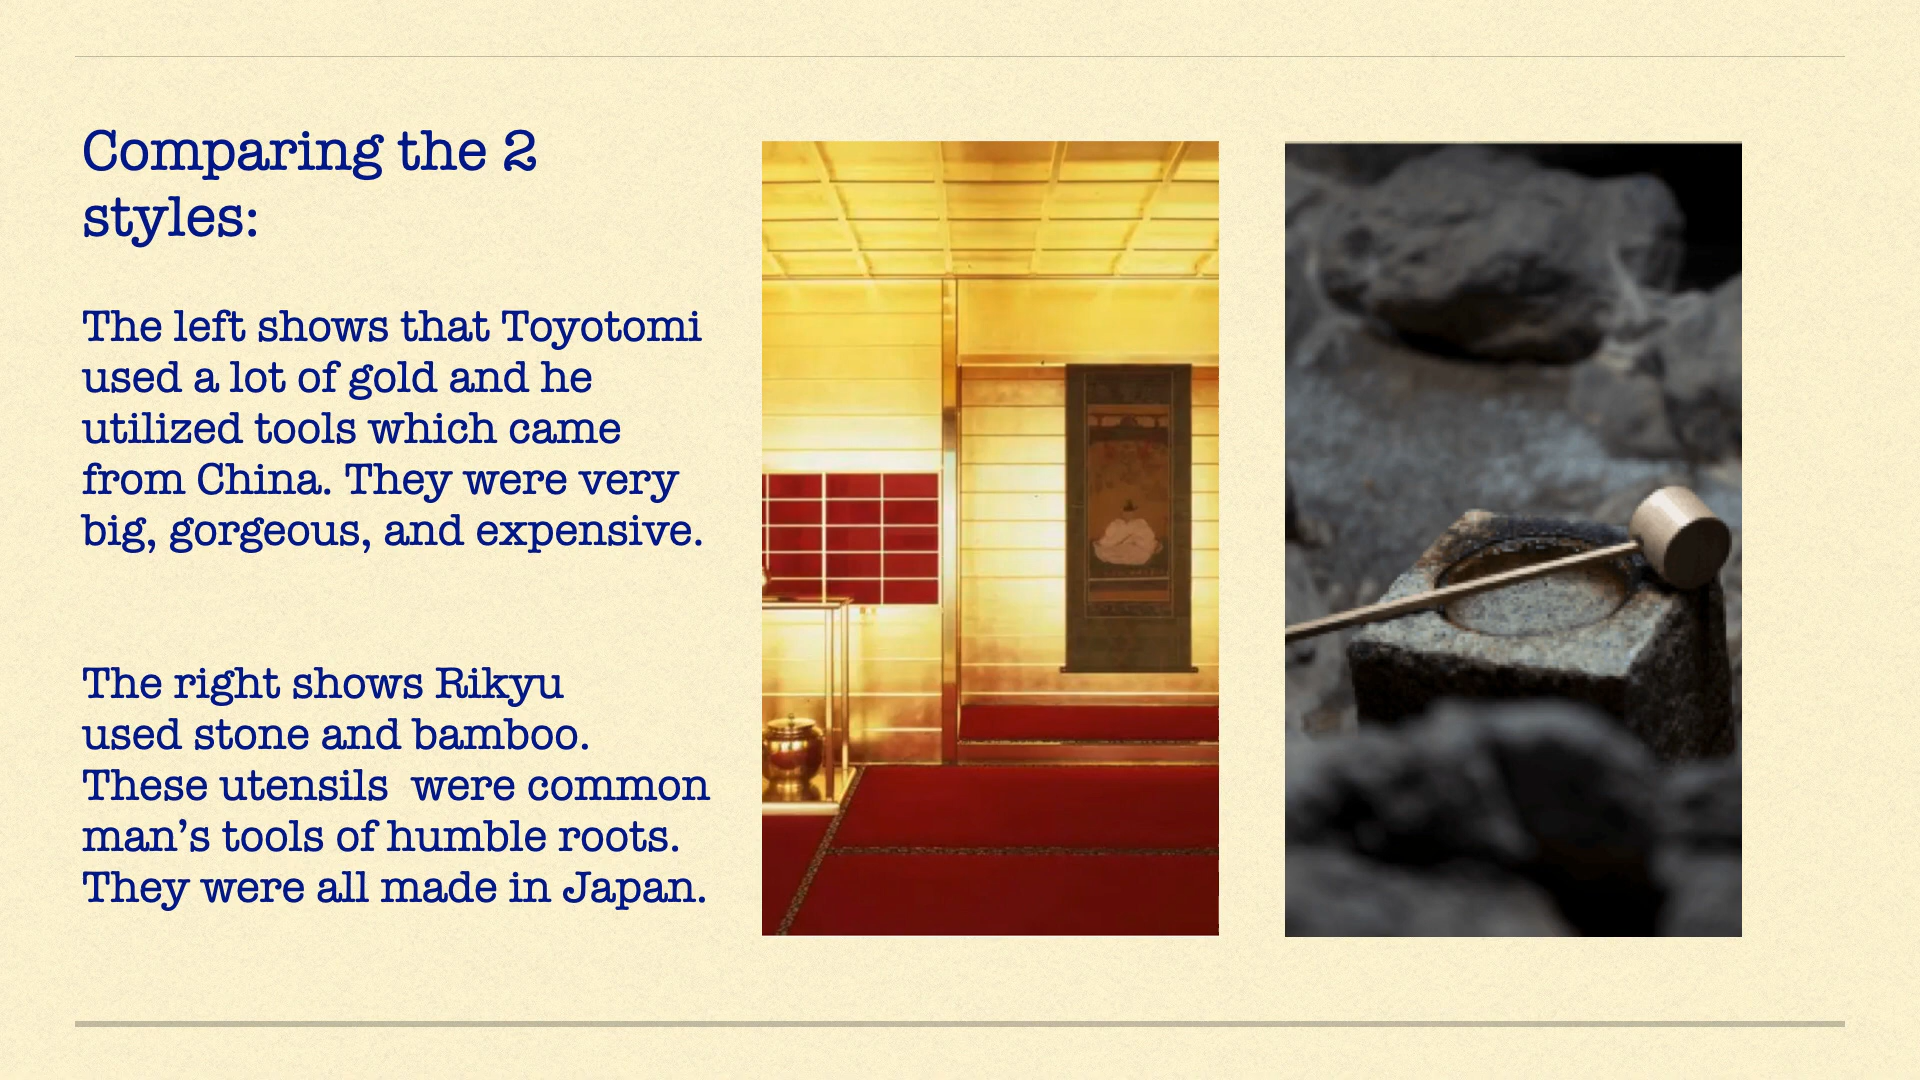 Comparing the 2
styles:
The left shows that Toyotomi
used a lot of gold and he
utilized tools which came
from China. They were very
big, gorgeous, and expensive.
The right shows Rikyu
used stone and bamboo.
These utensils  were common
man’s tools of humble roots.
They were all made in Japan.